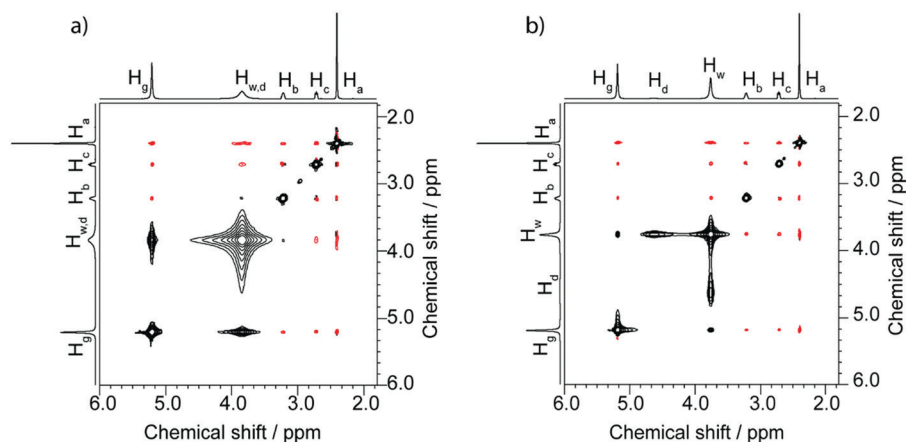 a)
H_g H_w,d H_b H_c H_a
H_a
H_c
H_b
H_w,d
H_g
2.0
3.0
4.0
5.0
6.0
Chemical shift / ppm
6.0 5.0 4.0 3.0 2.0
Chemical shift / ppm
b)
H_g H_d H_w H_b H_c H_a
H_a
H_c
H_b
H_w
H_d
H_g
2.0
3.0
4.0
5.0
6.0
Chemical shift / ppm
6.0 5.0 4.0 3.0 2.0
Chemical shift / ppm